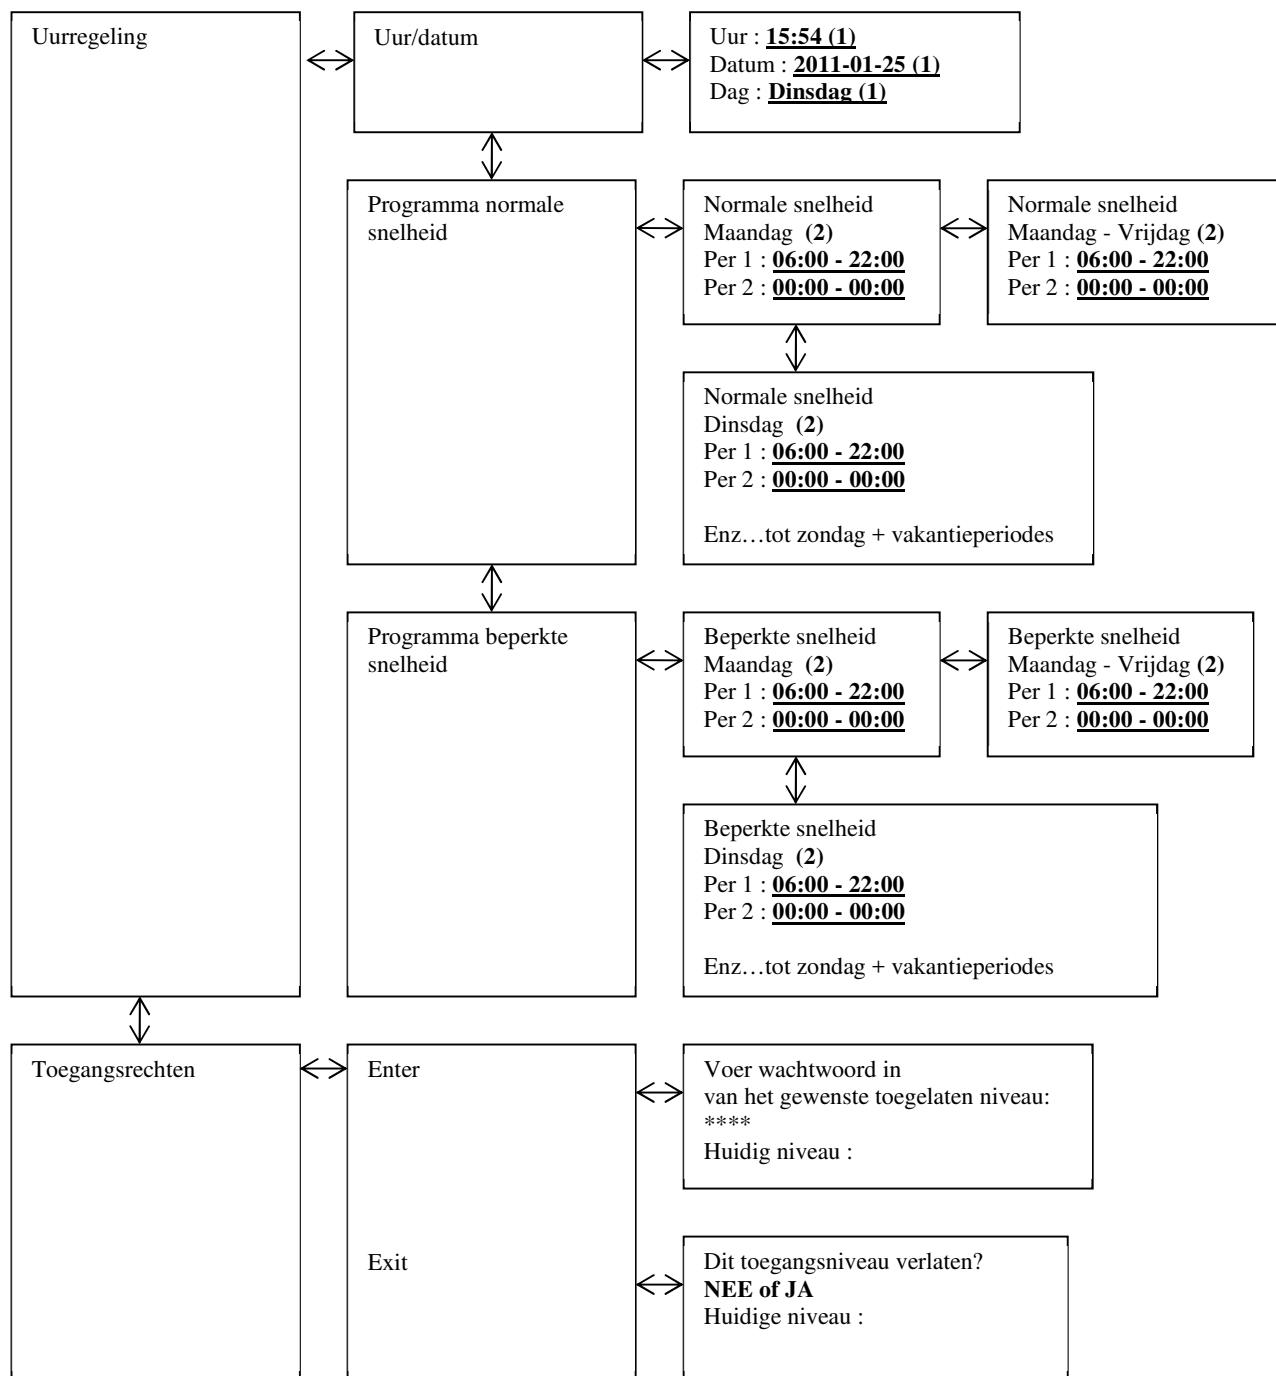 Uurregeling
Uur/datum
Uur : 15:54 (1)
Datum : 2011-01-25 (1)
Dag : Dinsdag (1)
Programma normale
snelheid
Normale snelheid
Maandag (2)
Per 1 : 06:00 - 22:00
Per 2 : 00:00 - 00:00
Normale snelheid
Maandag - Vrijdag (2)
Per 1 : 06:00 - 22:00
Per 2 : 00:00 - 00:00
Normale snelheid
Dinsdag (2)
Per 1 : 06:00 - 22:00
Per 2 : 00:00 - 00:00
Enz…tot zondag + vakantieperiodes
Programma beperkte
snelheid
Beperkte snelheid
Maandag (2)
Per 1 : 06:00 - 22:00
Per 2 : 00:00 - 00:00
Beperkte snelheid
Maandag - Vrijdag (2)
Per 1 : 06:00 - 22:00
Per 2 : 00:00 - 00:00
Beperkte snelheid
Dinsdag (2)
Per 1 : 06:00 - 22:00
Per 2 : 00:00 - 00:00
Enz…tot zondag + vakantieperiodes
Toegangsrechten
Enter
Voer wachtwoord in
van het gewenste toegelaten niveau:
****
Huidig niveau :
Exit
Dit toegangsniveau verlaten?
NEE of JA
Huidige niveau :